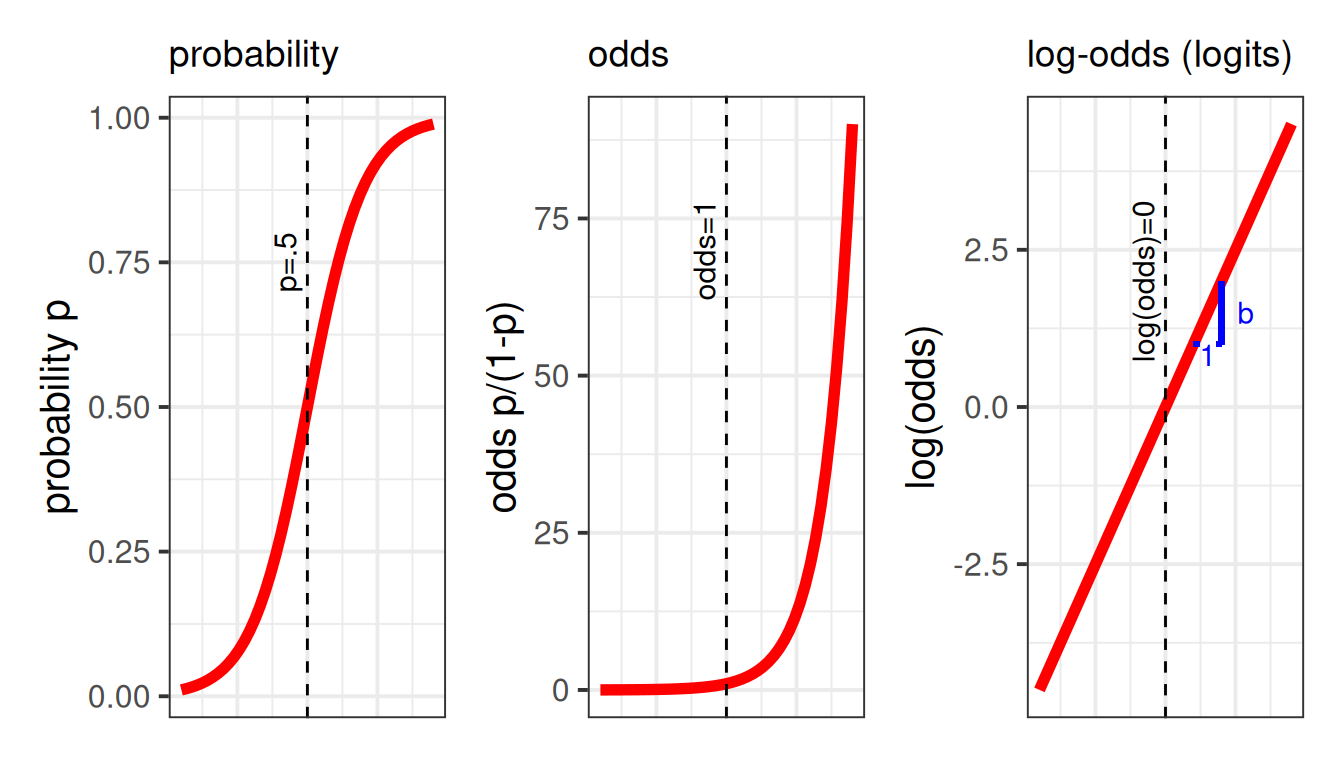 probability
probability p
1.00
0.75
0.50
0.25
0.00
p=.5
odds
odds p/(1-p)
75
50
25
0
odds=1
log-odds (logits)
log(odds)
2.5
0.0
-2.5
log(odds)=0
b
1